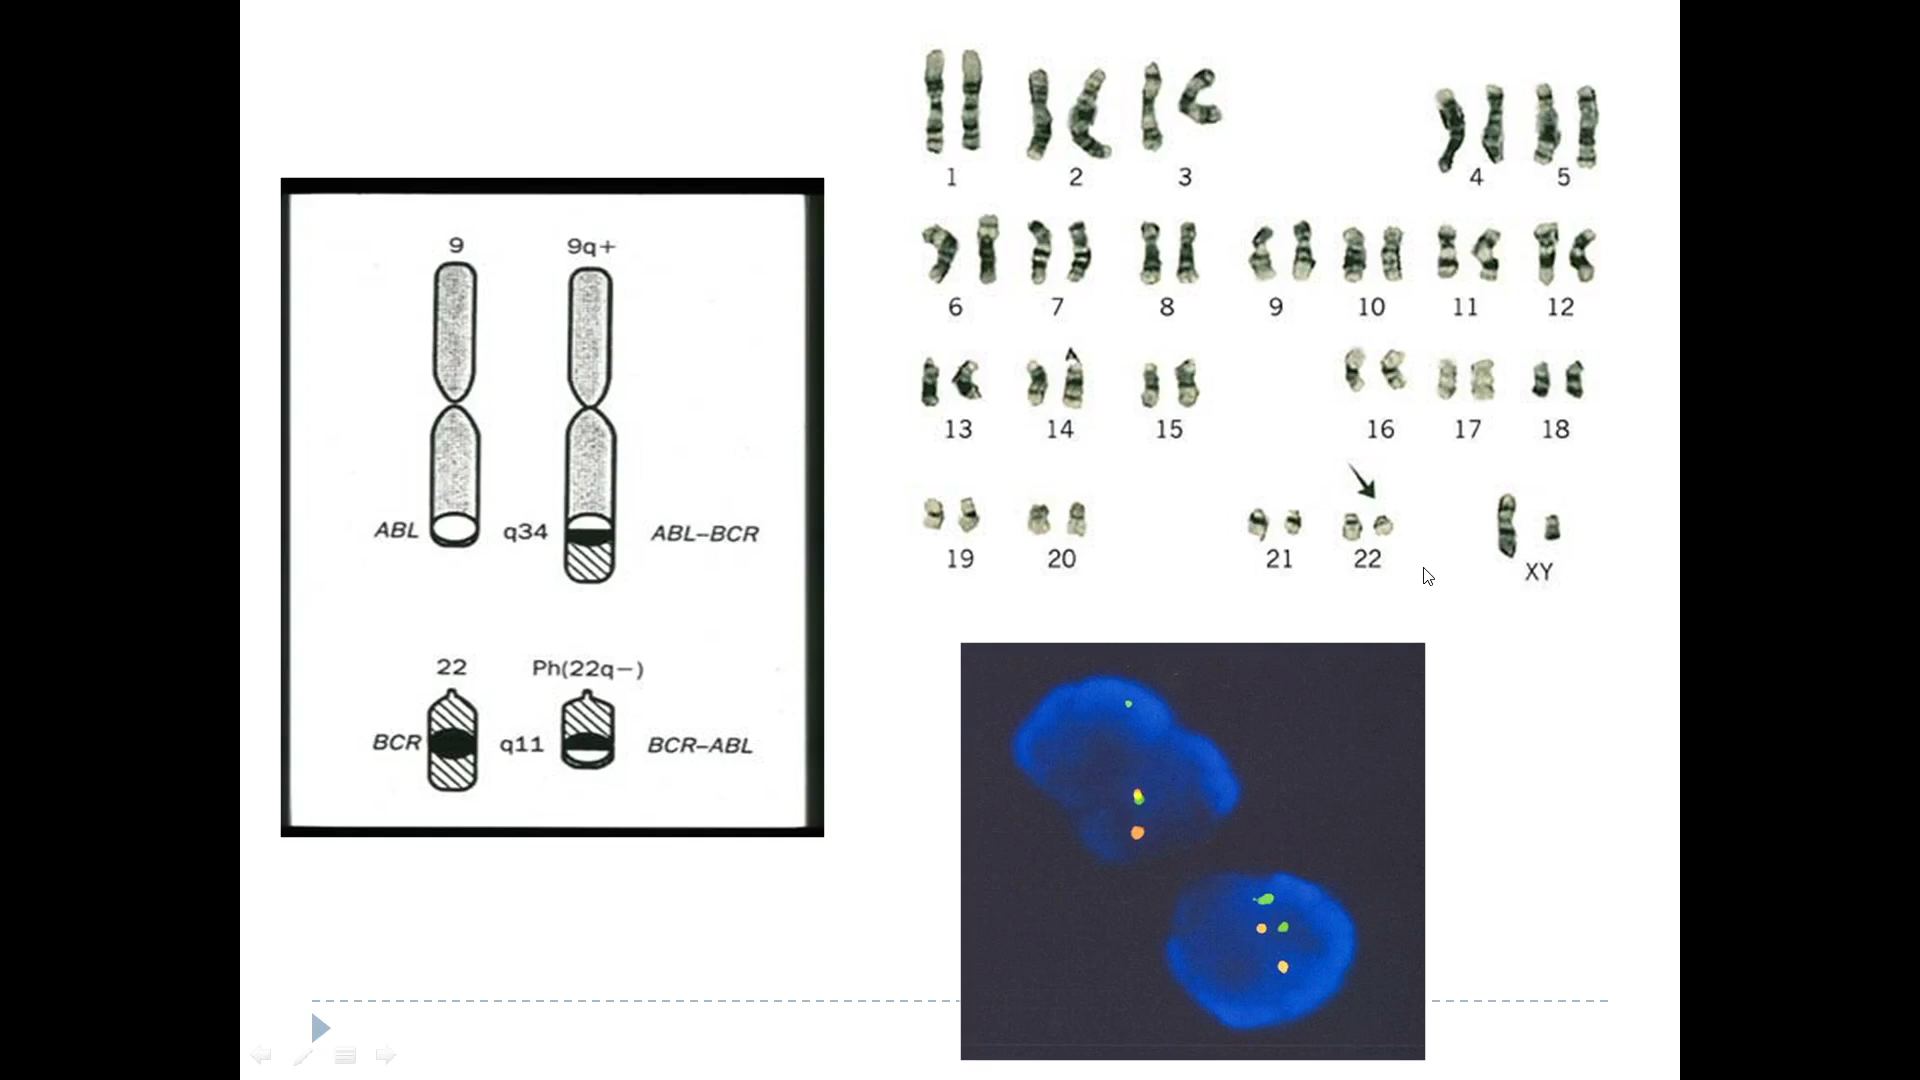 9 9q+
ABL q34 ABL–BCR
22 Ph(22q−)
BCR q11 BCR–ABL
1 2 3 4 5
6 7 8 9 10 11 12
13 14 15 16 17 18
19 20 21 22 XY